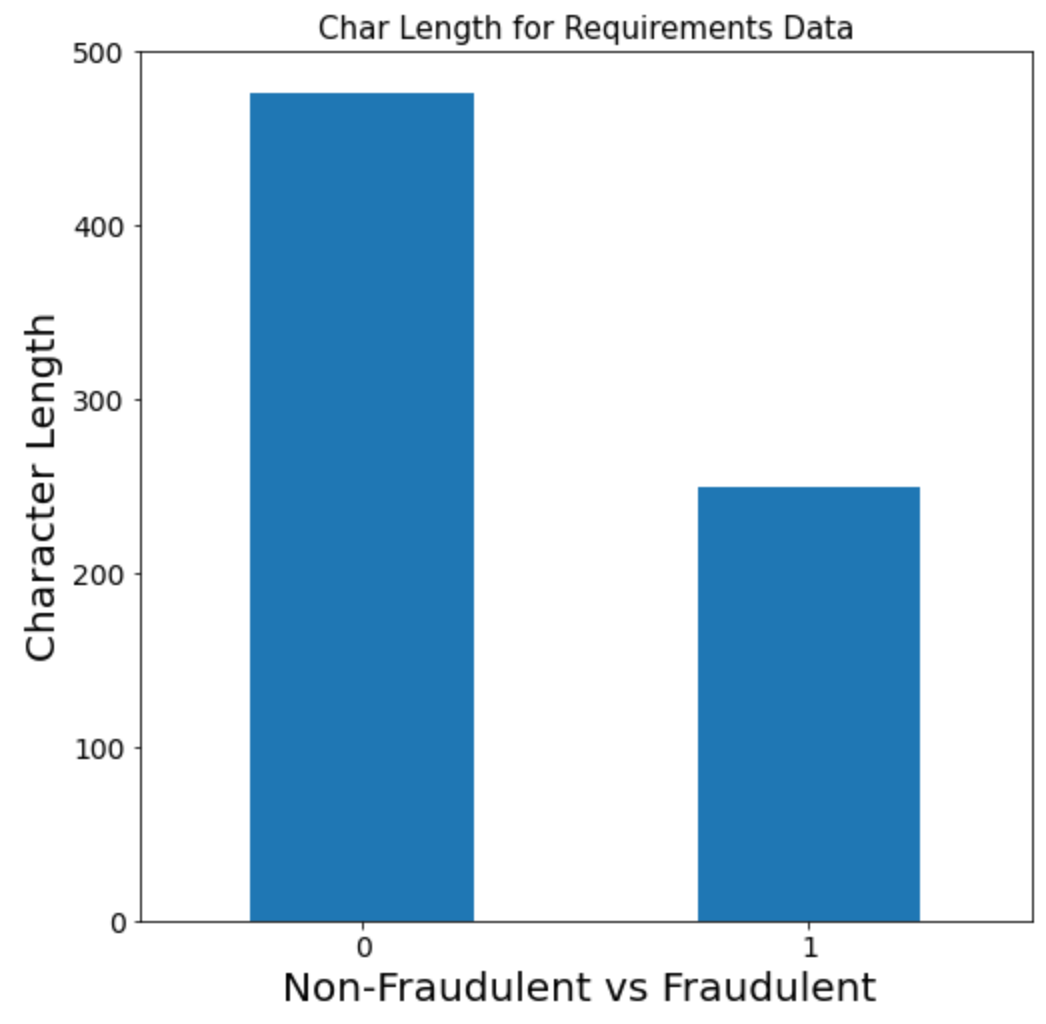 Char Length for Requirements Data
500
400
300
200
100
0
Character Length
0 1
Non-Fraudulent vs Fraudulent